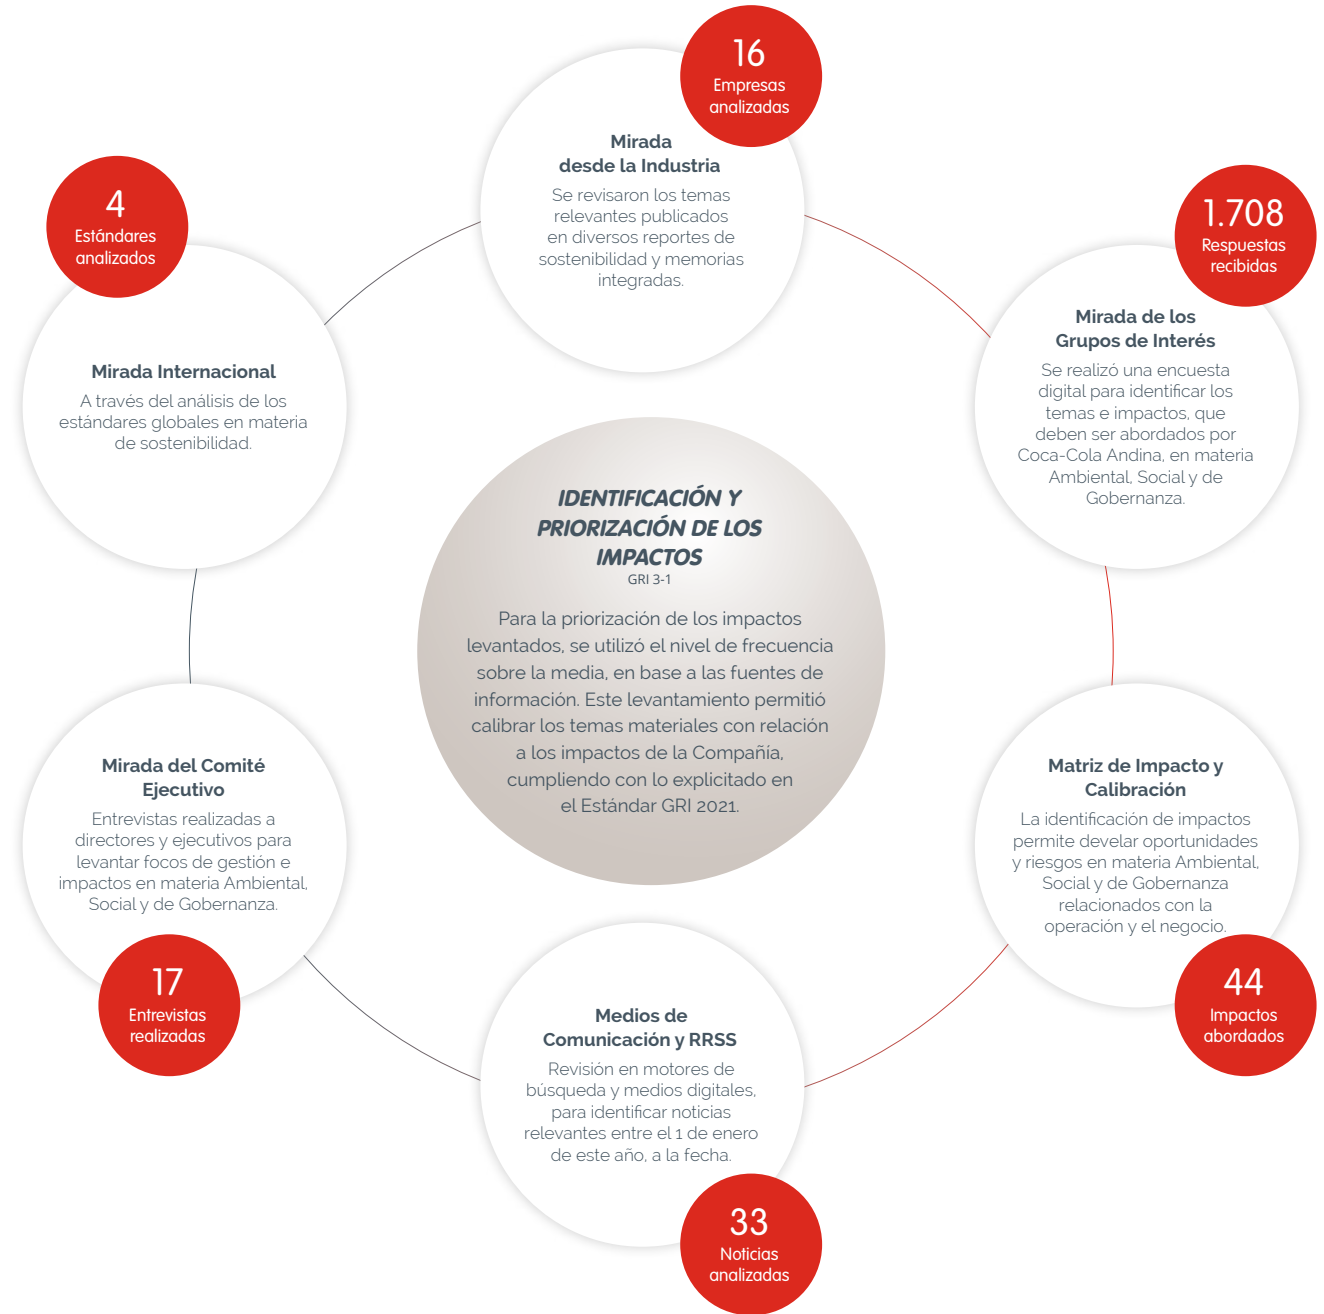 16
Empresas
analizadas
Mirada
desde la Industria
Se revisaron los temas
relevantes publicados
en diversos reportes de
sostenibilidad y memorias
integradas.
4
Estándares
analizados
Mirada Internacional
A través del análisis de los
estándares globales en materia
de sostenibilidad.
1.708
Respuestas
recibidas
Mirada de los
Grupos de Interés
Se realizó una encuesta
digital para identificar los
temas e impactos, que
deben ser abordados por
Coca-Cola Andina, en materia
Ambiental, Social y de
Gobernanza.
IDENTIFICACIÓN Y
PRIORIZACIÓN DE LOS
IMPACTOS
GRI 3-1
Para la priorización de los impactos
levantados, se utilizó el nivel de frecuencia
sobre la media, en base a las fuentes de
información. Este levantamiento permitió
calibrar los temas materiales con relación
a los impactos de la Compañía,
cumpliendo con lo explicitado en
el Estándar GRI 2021.
Mirada del Comité
Ejecutivo
Entrevistas realizadas a
directores y ejecutivos para
levantar focos de gestión e
impactos en materia Ambiental,
Social y de Gobernanza.
17
Entrevistas
realizadas
Matriz de Impacto y
Calibración
La identificación de impactos
permite develar oportunidades
y riesgos en materia Ambiental,
Social y de Gobernanza
relacionados con la
operación y el negocio.
44
Impactos
abordados
Medios de
Comunicación y RRSS
Revisión en motores de
búsqueda y medios digitales,
para identificar noticias
relevantes entre el 1 de enero
de este año, a la fecha.
33
Noticias
analizadas